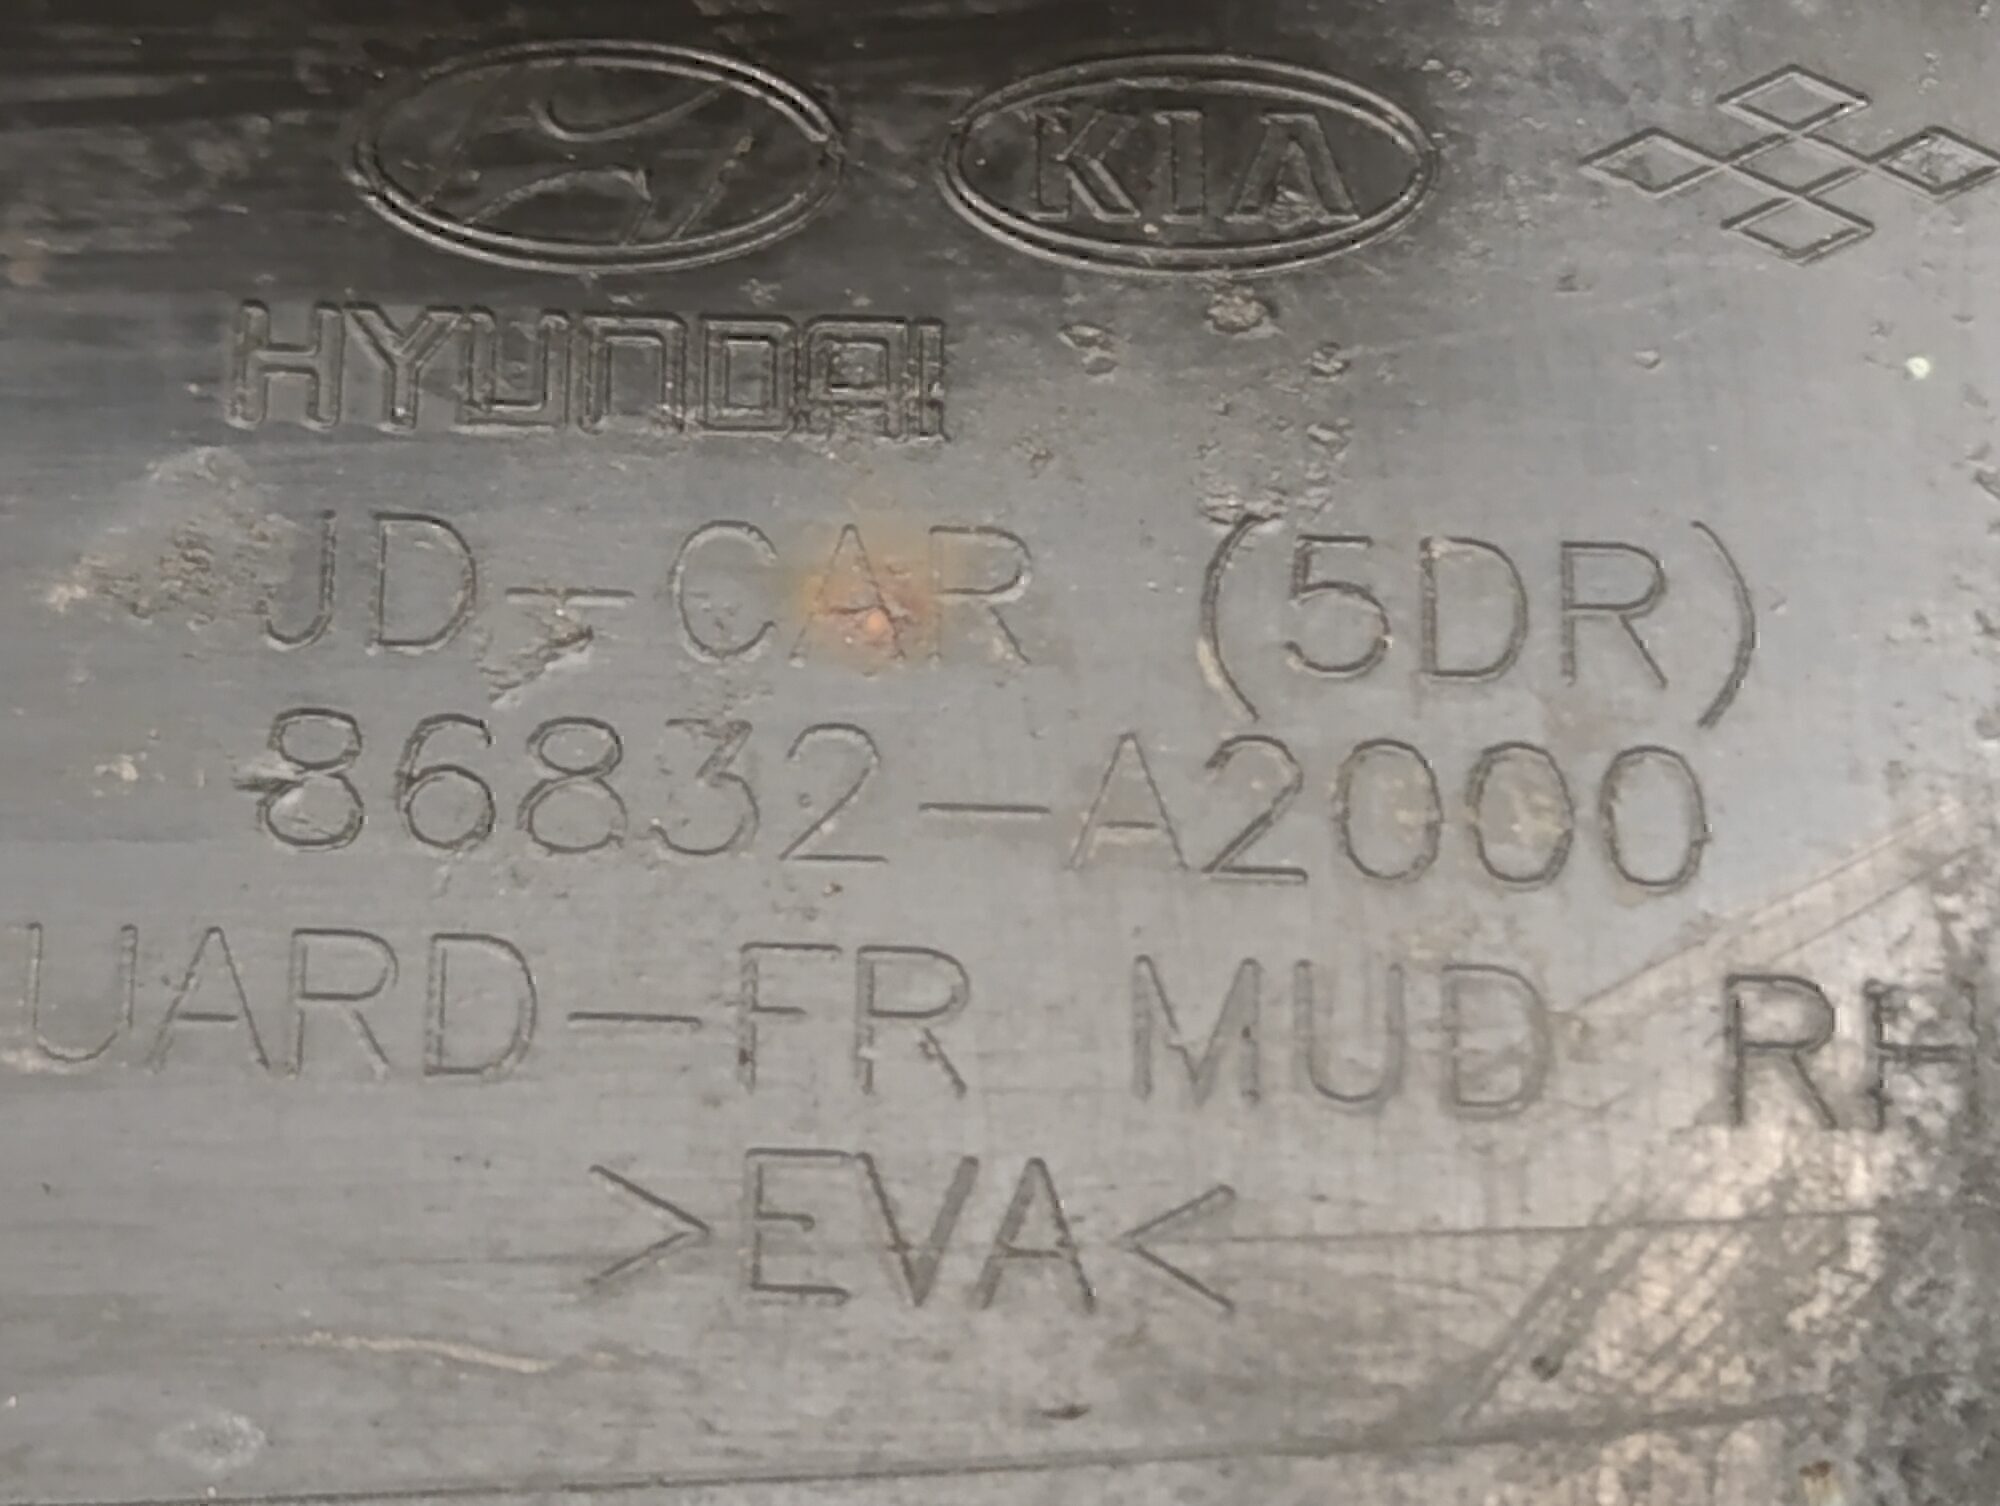 KIA
HYUNDAI
JD-CAR (5DR)
86832-A2000
UARD-FR MUD RH
>EVA<